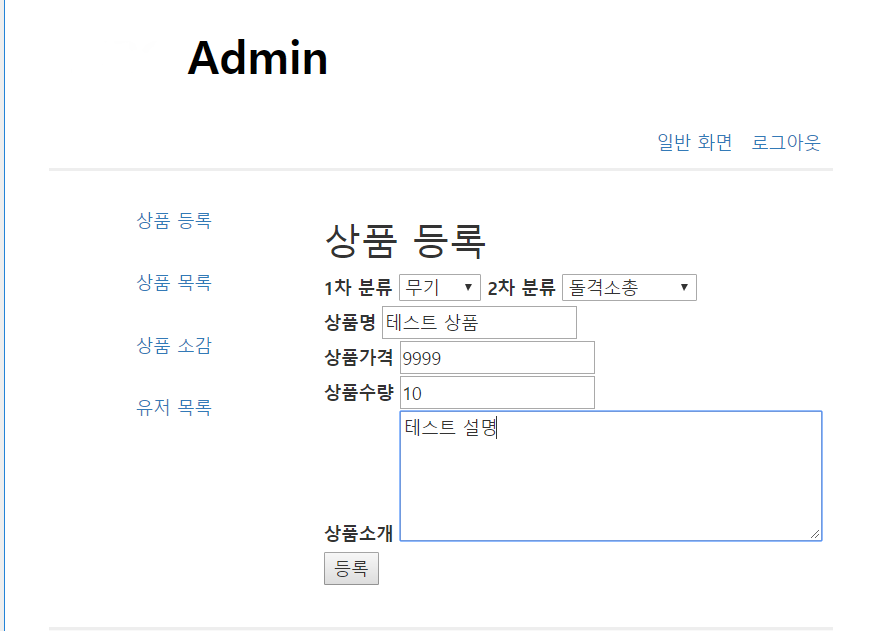 Admin
일반 화면 로그아웃
상품 등록
상품 목록
상품 소감
유저 목록
상품 등록
1차 분류 무기 2차 분류 돌격소총
상품명 테스트 상품
상품가격 9999
상품수량 10
상품소개 테스트 설명
등록